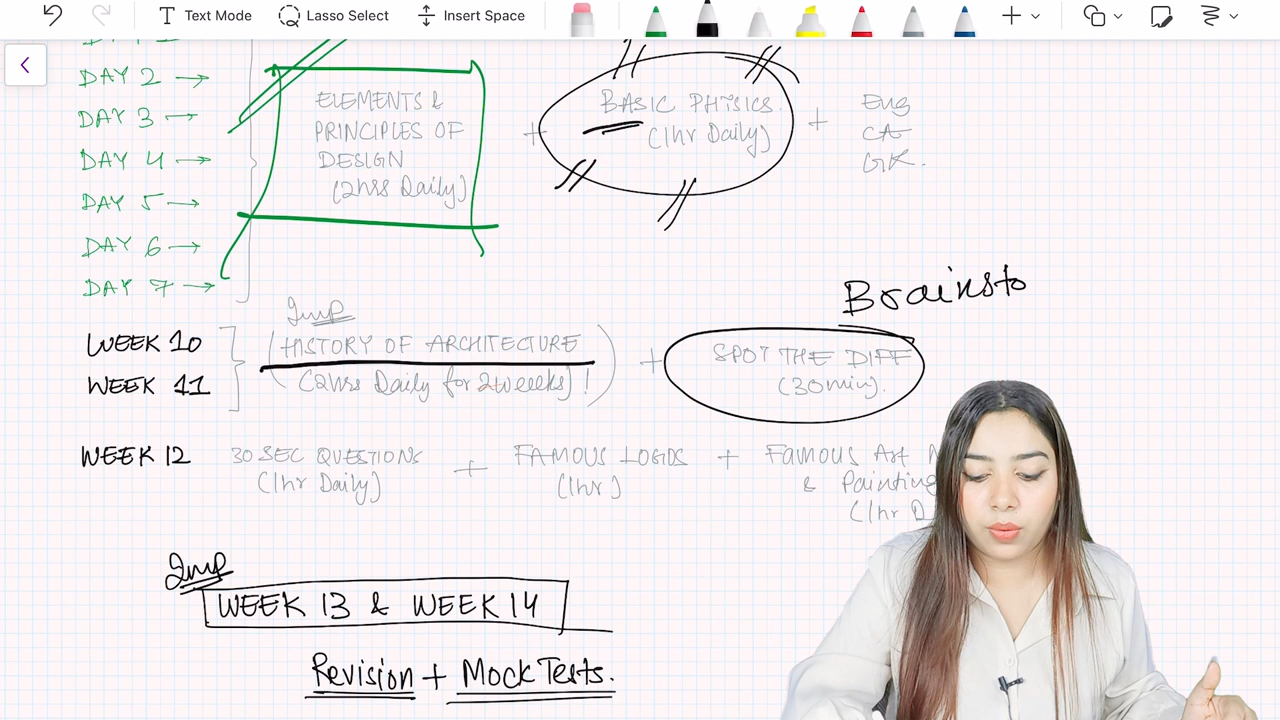 Text Mode
Lasso Select
Insert Space
DAY 2 →
DAY 3 →
DAY 4 →
DAY 5 →
DAY 6 →
DAY 7 →
ELEMENTS &
PRINCIPLES OF
DESIGN
(2hrs Daily)
+
BASIC PHYSICS
(1hr Daily)
+
Eng
CA
GK.
Brainsto
Imp
WEEK 10
WEEK 11
(HISTORY OF ARCHITECTURE
(2hrs Daily for 2weeks)!)
+
SPOT THE DIFF
(30min).
WEEK 12
30 SEC QUESTIONS
(1hr Daily)
+
FAMOUS LOGOS
(1hr)
+
FAMOUS Art
& Painting
(1hr D
Imp
WEEK 13 & WEEK 14
Revision + Mock Tests.